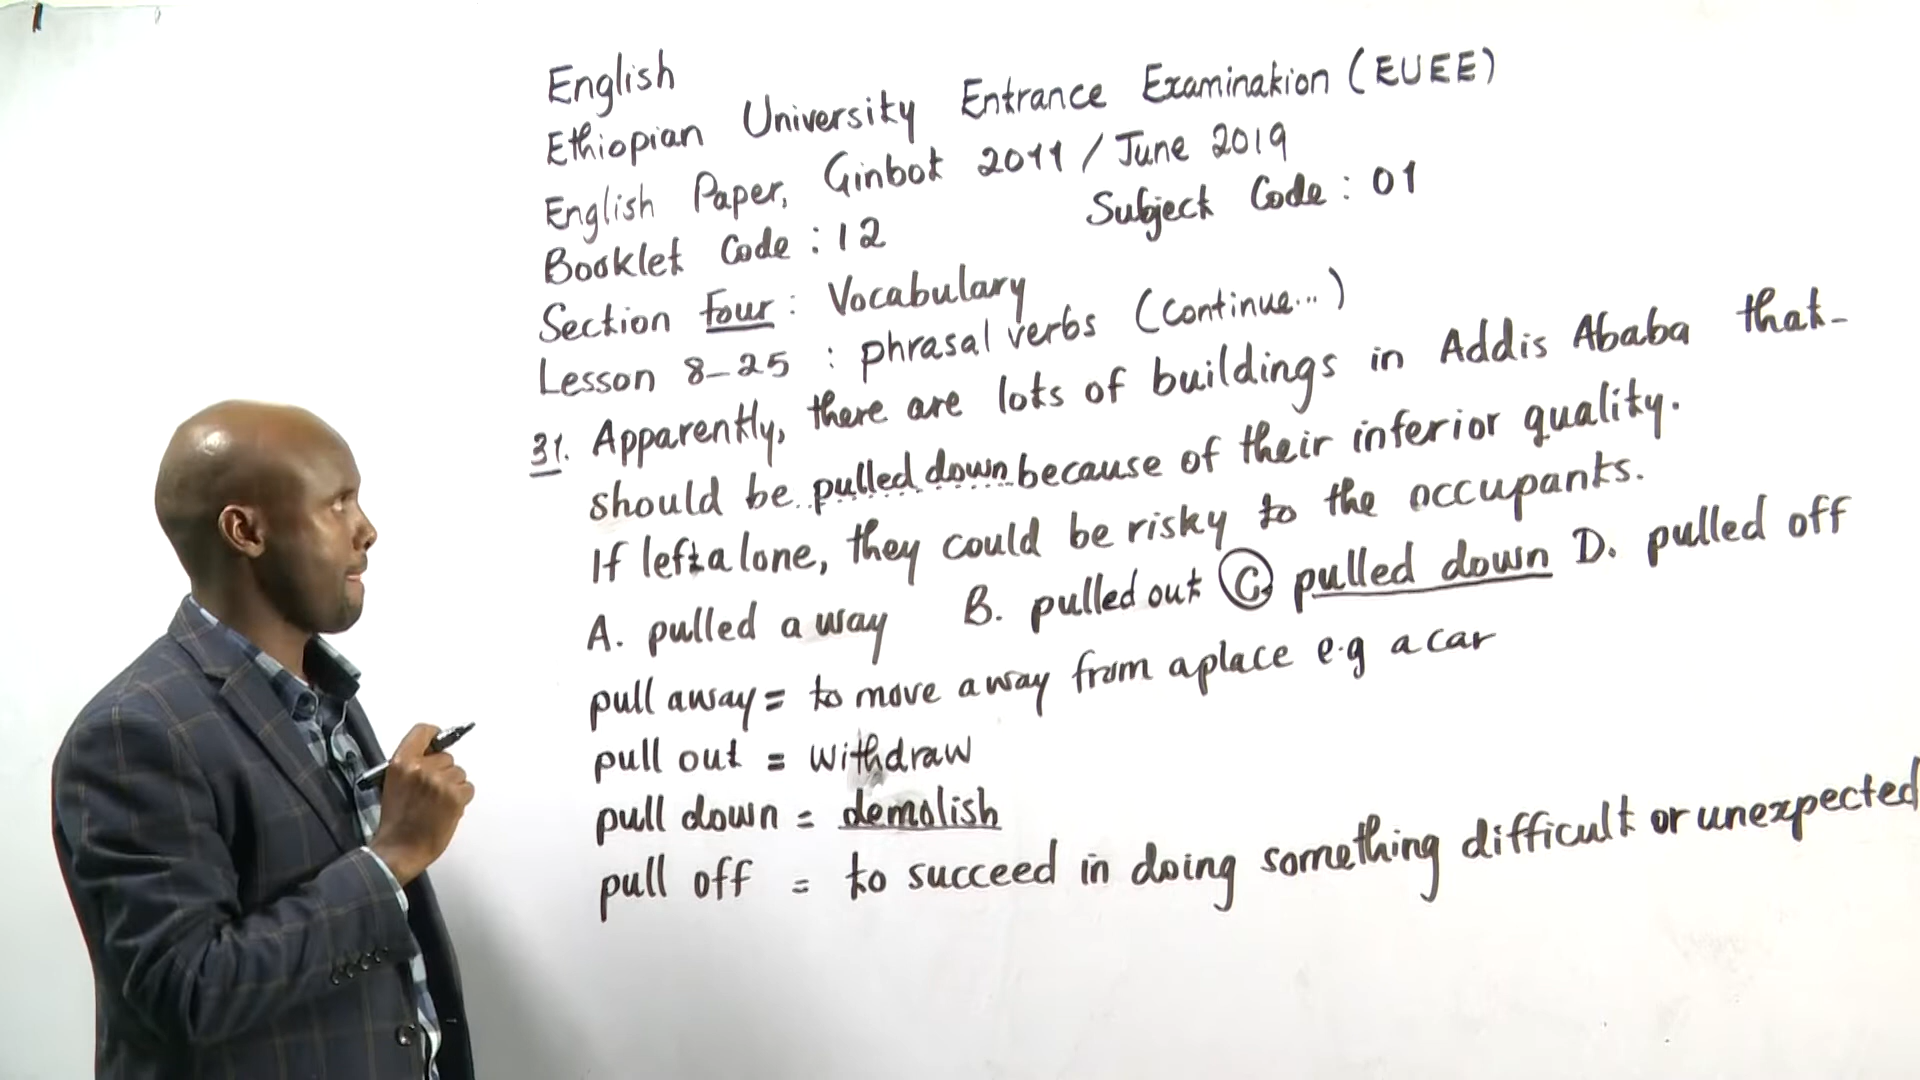 English
Ethiopian University Entrance Examination (EUEE)
English Paper, Ginbot 2011 / June 2019
Booklet Code : 12 Subject Code : 01
Section Four : Vocabulary
Lesson 8-25 : phrasal verbs (Continue...)
31. Apparently, there are lots of buildings in Addis Ababa that-
should be pulled down because of their inferior quality.
If left alone, they could be risky to the occupants.
A. pulled away B. pulled out C. pulled down D. pulled off
pull away = to move away from a place e.g a car
pull out = withdraw
pull down = demolish
pull off = to succeed in doing something difficult or unexpected